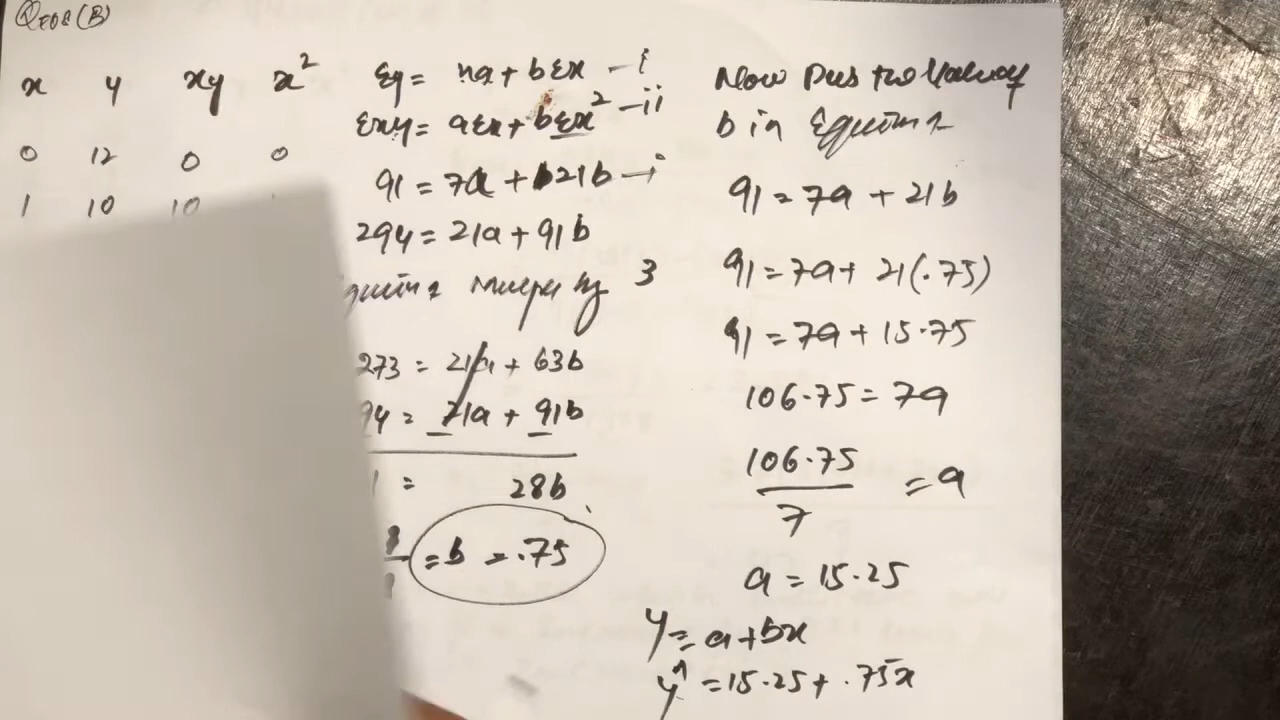 Q no 8 (B)
x y xy x²
0 12 0 0
1 10 10
Σy = na + bΣx — i
Σxy = aΣx + bΣx² — ii
91 = 7a + 21b — i
294 = 21a + 91b
3
273 = 21a + 63b
94 = 21a + 91b
1 = 28b
= b = .75
Now Put the Value of
b in Equation 1
91 = 7a + 21b
91 = 7a + 21(.75)
91 = 7a + 15.75
106.75 = 7a
106.75 / 7 = a
a = 15.25
y = a + bx
y^ = 15.25 + .75x